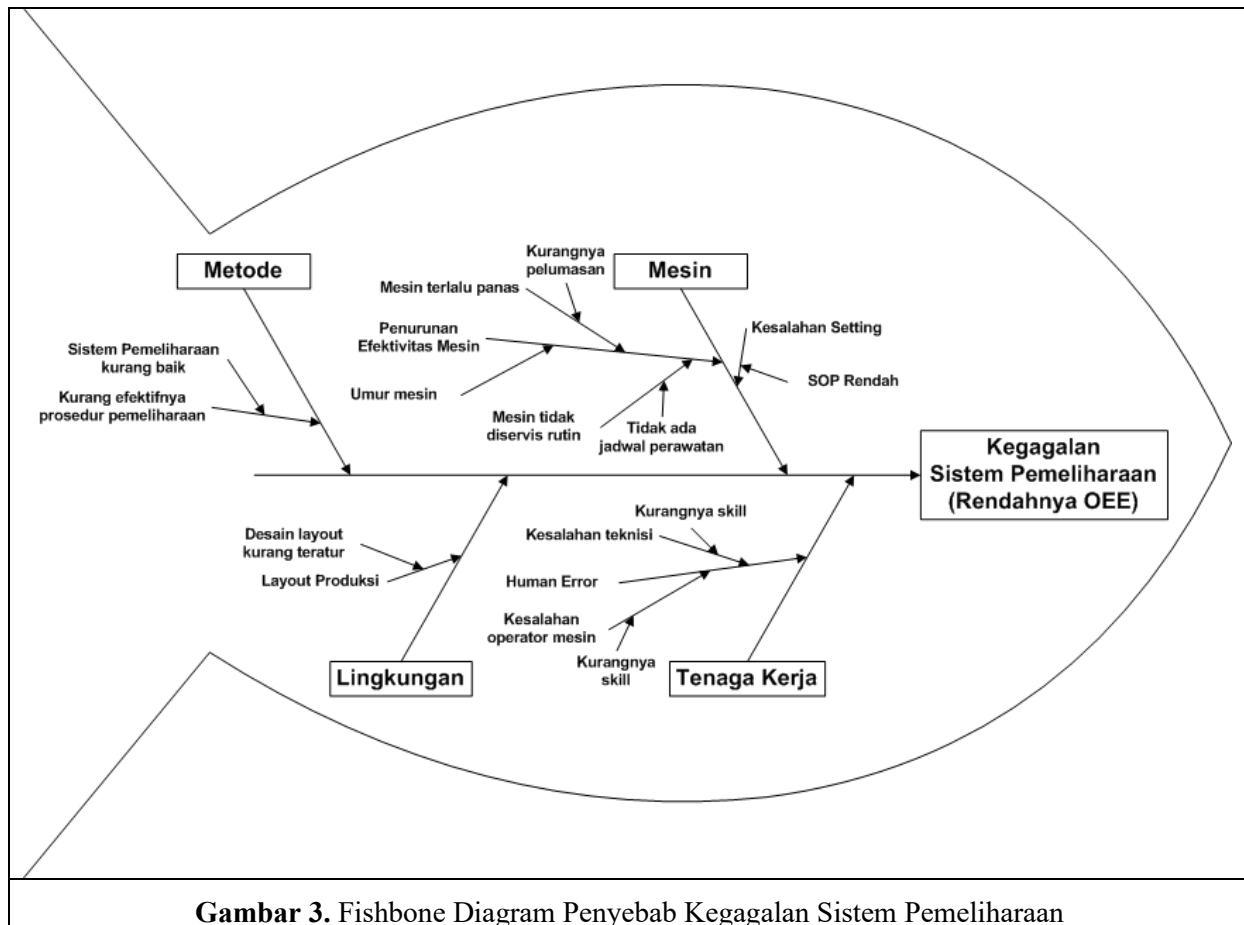 Metode
Kurangnya
pelumasan
Mesin
Mesin terlalu panas
Penurunan
Efektivitas Mesin
Kesalahan Setting
Sistem Pemeliharaan
kurang baik
Kurang efektifnya
prosedur pemeliharaan
Umur mesin
SOP Rendah
Mesin tidak
diservis rutin
Tidak ada
jadwal perawatan
Kegagalan
Sistem Pemeliharaan
(Rendahnya OEE)
Desain layout
kurang teratur
Layout Produksi
Kurangnya skill
Kesalahan teknisi
Human Error
Kesalahan
operator mesin
Kurangnya
skill
Lingkungan
Tenaga Kerja
Gambar 3. Fishbone Diagram Penyebab Kegagalan Sistem Pemeliharaan